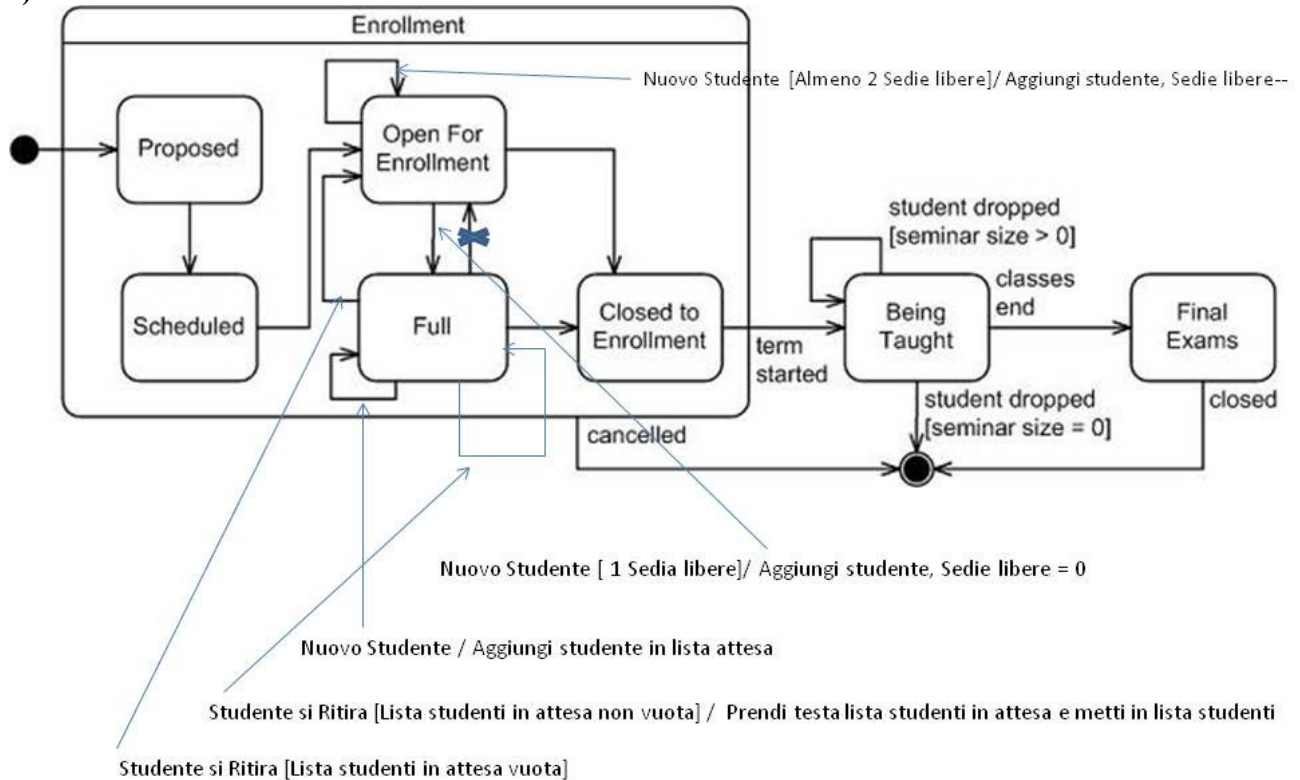 )
Enrollment
Nuovo Studente [Almeno 2 Sedie libere]/ Aggiungi studente, Sedie libere--
Proposed
Open For
Enrollment
student dropped
[seminar size > 0]
Scheduled
Full
Closed to
Enrollment
term
started
Being
Taught
classes
end
Final
Exams
cancelled
student dropped
[seminar size = 0]
closed
Nuovo Studente [ 1 Sedia libere]/ Aggiungi studente, Sedie libere = 0
Nuovo Studente / Aggiungi studente in lista attesa
Studente si Ritira [Lista studenti in attesa non vuota] / Prendi testa lista studenti in attesa e metti in lista studenti
Studente si Ritira [Lista studenti in attesa vuota]